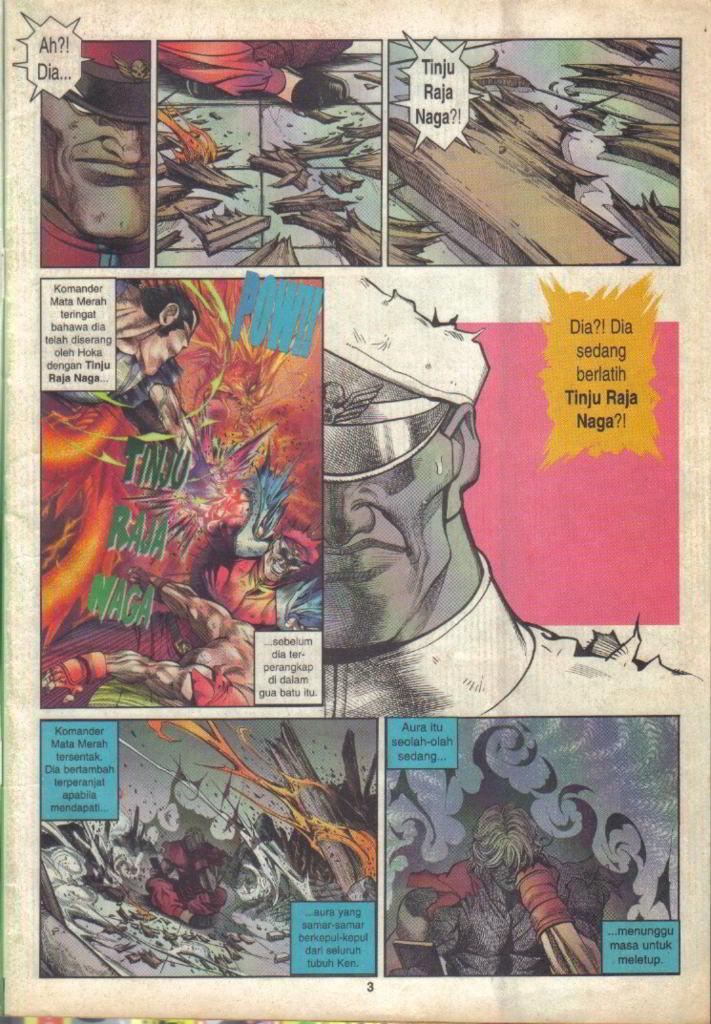 Ah?!
Dia...
Tinju
Raja
Naga?!
Komander
Mata Merah
teringat
bahawa dia
telah diserang
oleh Hoka
dengan Tinju
Raja Naga...
POW!!
TINJU
RAJA
NAGA
...sebelum
dia ter-
perangkap
di dalam
gua batu itu.
Dia?! Dia
sedang
berlatih
Tinju Raja
Naga?!
Komander
Mata Merah
tersentak.
Dia bertambah
terperanjat
apabila
mendapati...
...aura yang
samar-samar
berkepul-kepul
dari seluruh
tubuh Ken.
Aura itu
seolah-olah
sedang...
...menunggu
masa untuk
meletup.
3